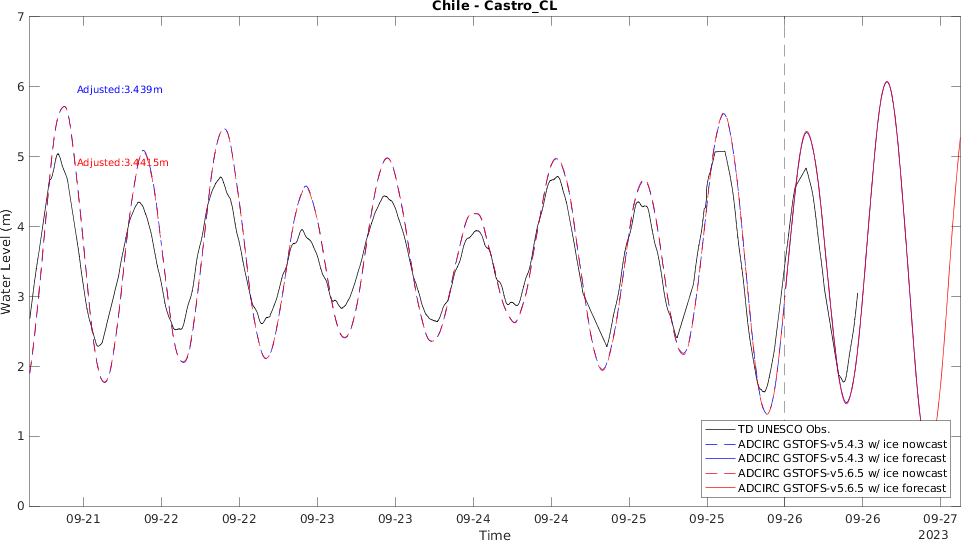 Chile - Castro_CL
7
6
5
4
3
2
1
0
Water Level (m)
Adjusted:3.439m
Adjusted:3.4415m
TD UNESCO Obs.
ADCIRC GSTOFS-v5.4.3 w/ ice nowcast
ADCIRC GSTOFS-v5.4.3 w/ ice forecast
ADCIRC GSTOFS-v5.6.5 w/ ice nowcast
ADCIRC GSTOFS-v5.6.5 w/ ice forecast
09-21 09-22 09-22 09-23 09-23 09-24 09-24 09-25 09-25 09-26 09-26 09-27
Time
2023